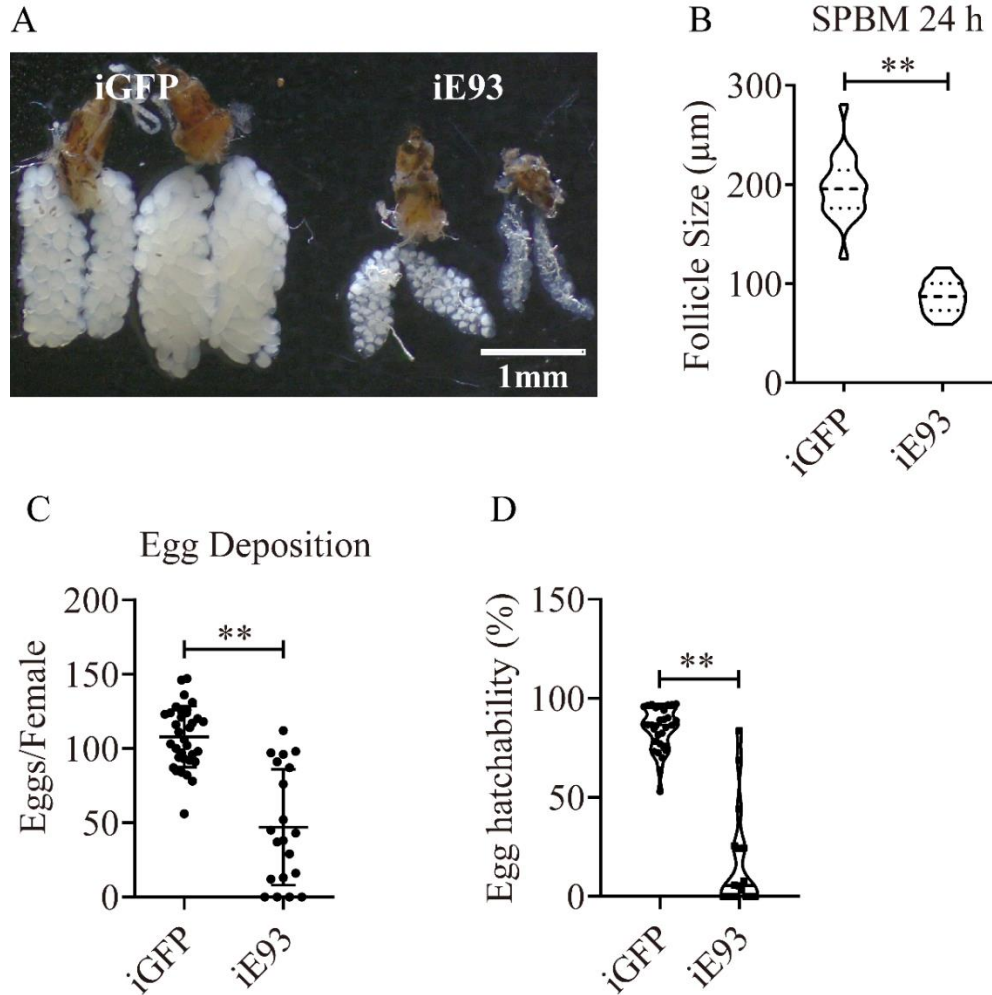 A
iGFP
iE93
1mm
B
SPBM 24 h
**
300
200
100
0
Follicle Size (µm)
iGFP
iE93
C
Egg Deposition
**
200
150
100
50
0
Eggs/Female
iGFP
iE93
D
**
150
100
50
0
Egg hatchability (%)
iGFP
iE93